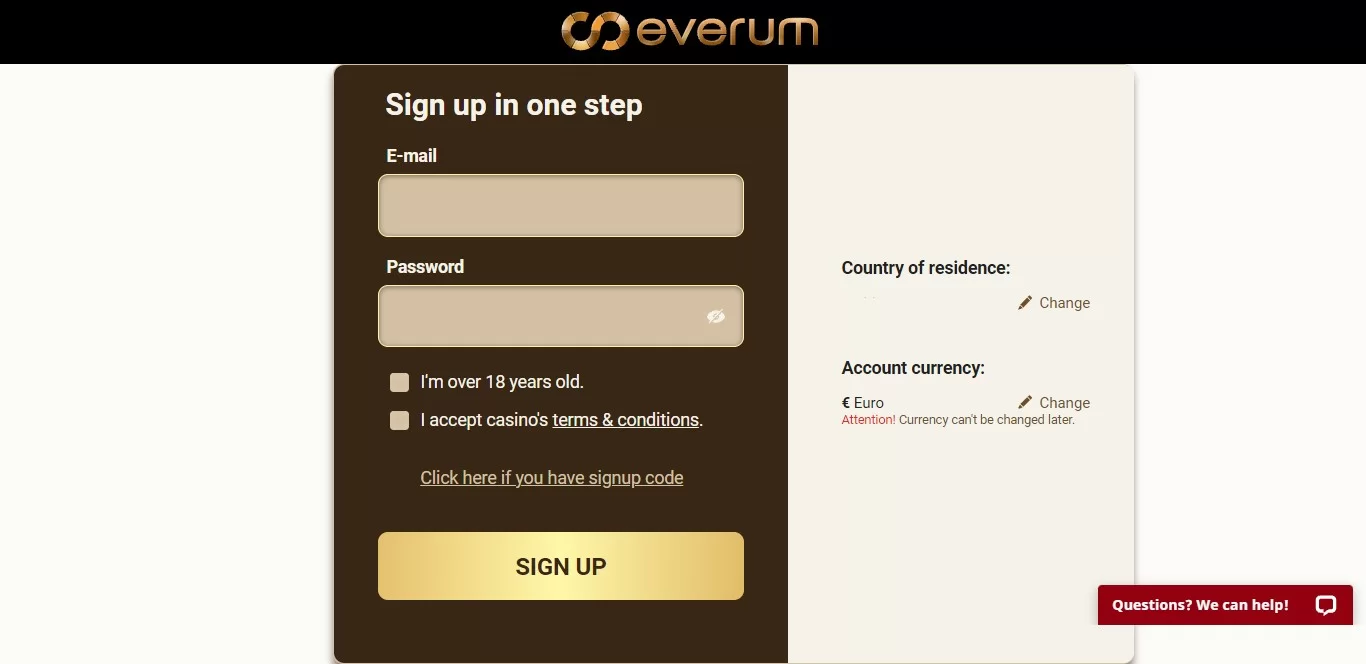 everum
Sign up in one step
E-mail
Password
I'm over 18 years old.
I accept casino's terms & conditions.
Click here if you have signup code
SIGN UP
Country of residence:
Change
Account currency:
€ Euro
Change
Attention! Currency can't be changed later.
Questions? We can help!